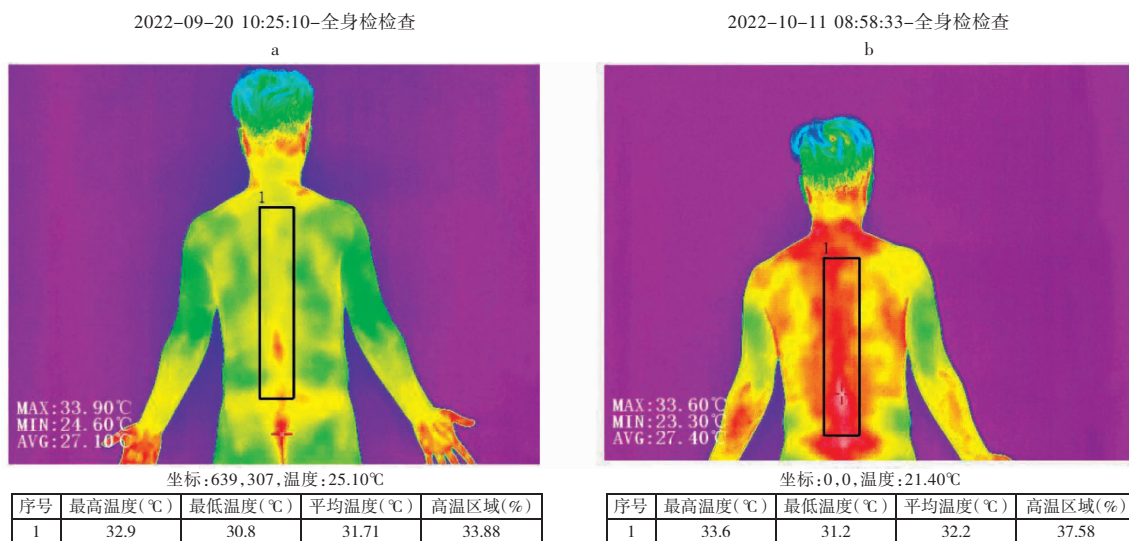 2022-09-20 10:25:10-全身检检查
a
1
MAX:33.90℃
MIN:24.60℃
AVG:27.10℃
坐标:639,307,温度:25.10℃
序号 最高温度(℃) 最低温度(℃) 平均温度(℃) 高温区域(%)
1 32.9 30.8 31.71 33.88
2022-10-11 08:58:33-全身检检查
b
1
MAX:33.60℃
MIN:23.30℃
AVG:27.40℃
坐标:0,0,温度:21.40℃
序号 最高温度(℃) 最低温度(℃) 平均温度(℃) 高温区域(%)
1 33.6 31.2 32.2 37.58